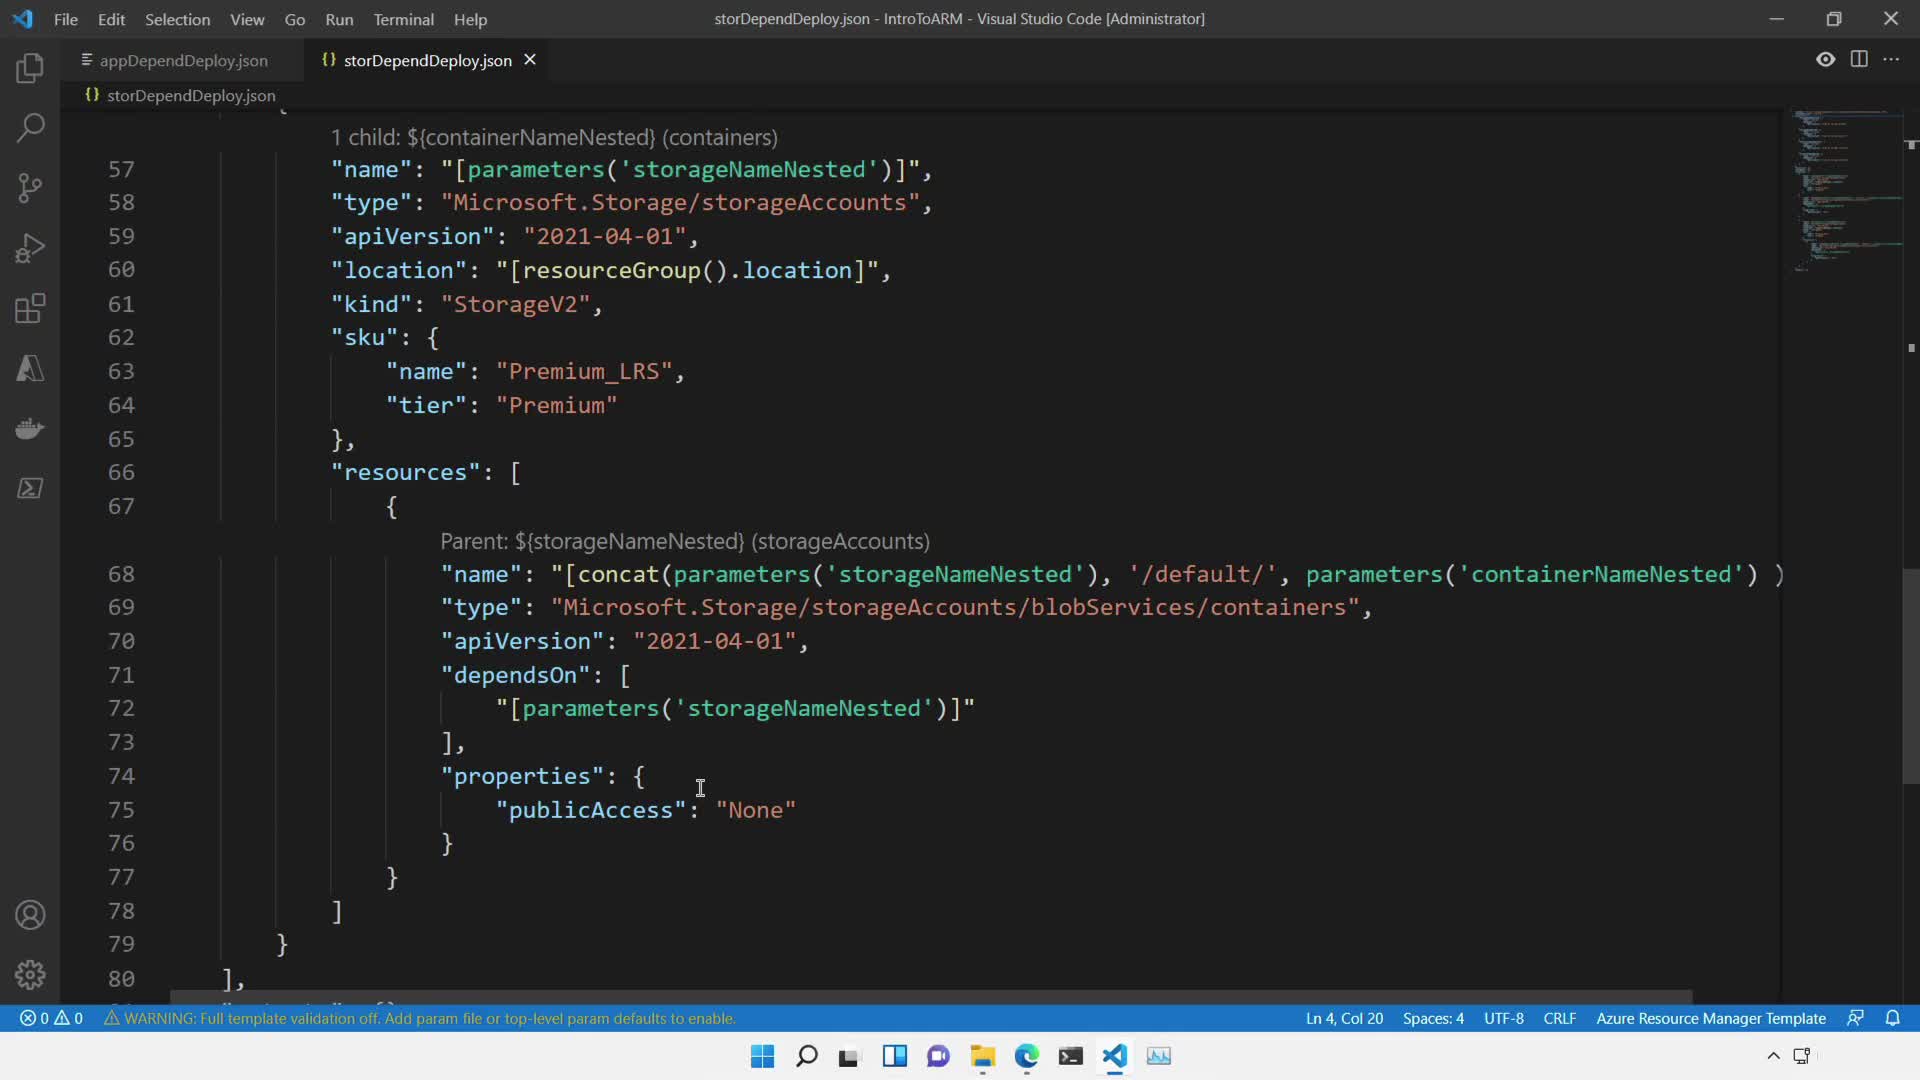 File Edit Selection View Go Run Terminal Help
storDependDeploy.json - IntroToARM - Visual Studio Code [Administrator]
appDependDeploy.json
{} storDependDeploy.json
{} storDependDeploy.json
1 child: ${containerNameNested} (containers)
57 "name": "[parameters('storageNameNested')]",
58 "type": "Microsoft.Storage/storageAccounts",
59 "apiVersion": "2021-04-01",
60 "location": "[resourceGroup().location]",
61 "kind": "StorageV2",
62 "sku": {
63 "name": "Premium_LRS",
64 "tier": "Premium"
65 },
66 "resources": [
67 {
Parent: ${storageNameNested} (storageAccounts)
68 "name": "[concat(parameters('storageNameNested'), '/default/', parameters('containerNameNested') )
69 "type": "Microsoft.Storage/storageAccounts/blobServices/containers",
70 "apiVersion": "2021-04-01",
71 "dependsOn": [
72 "[parameters('storageNameNested')]"
73 ],
74 "properties": {
75 "publicAccess": "None"
76 }
77 }
78 ]
79 }
80 ],
0 0 WARNING: Full template validation off. Add param file or top-level param defaults to enable.
Ln 4, Col 20 Spaces: 4 UTF-8 CRLF Azure Resource Manager Template